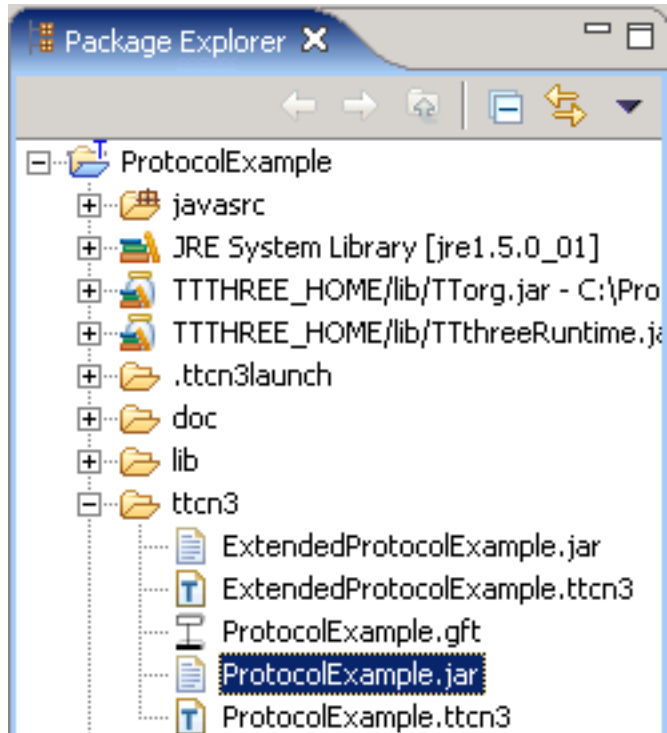 Package Explorer
ProtocolExample
javasrc
JRE System Library [jre1.5.0_01]
TTTHREE_HOME/lib/TTorg.jar - C:\Pro
TTTHREE_HOME/lib/TTthreeRuntime.ja
.ttcn3launch
doc
lib
ttcn3
ExtendedProtocolExample.jar
ExtendedProtocolExample.ttcn3
ProtocolExample.gft
ProtocolExample.jar
ProtocolExample.ttcn3